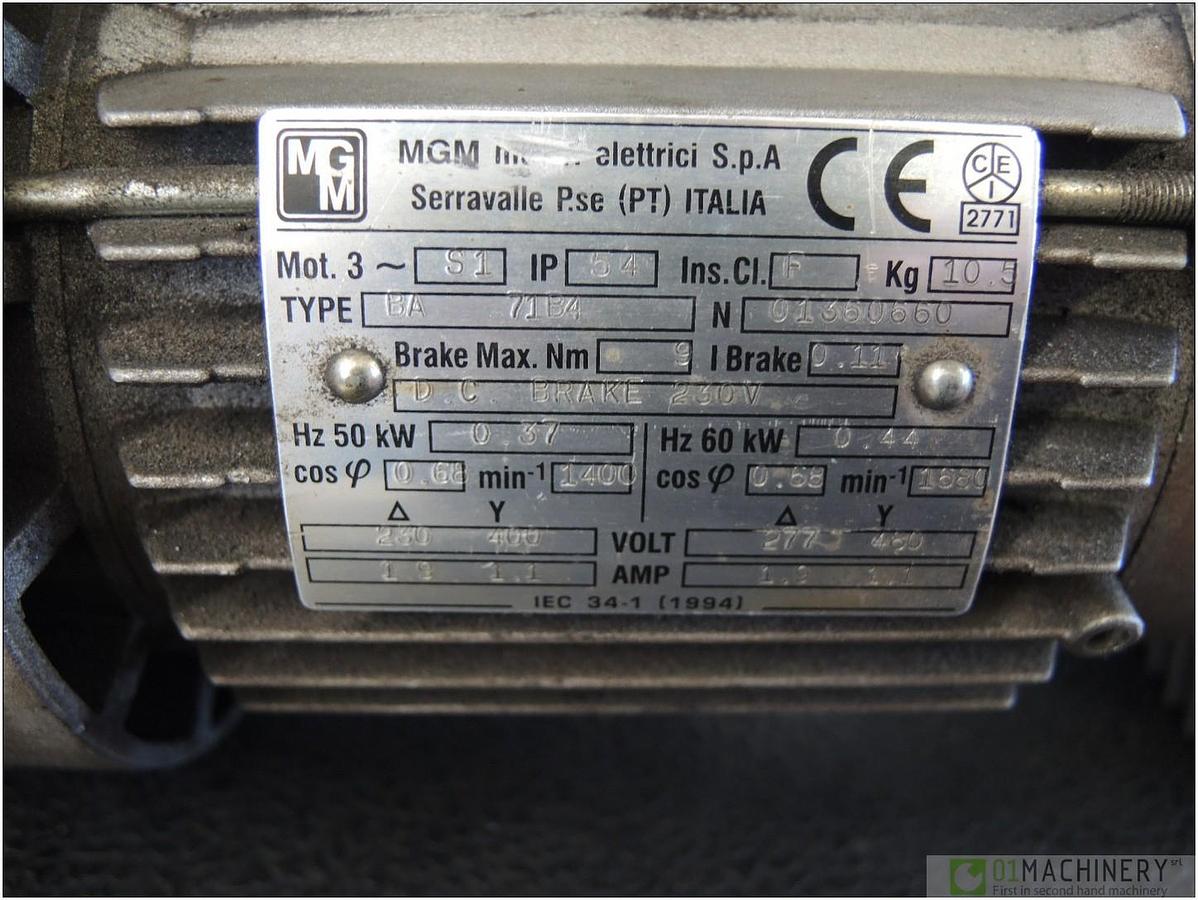 MGM
MGM elettrici S.p.A
Serravalle P.se (PT) ITALIA
CE
CEI
2771
Mot. 3 ~ S1 IP 54 Ins.Cl. F Kg 10.5
TYPE BA 71B4 N 01360660
Brake Max. Nm 9 I Brake 0.11
D.C. BRAKE 230V
Hz 50 kW 0.37 Hz 60 kW 0.44
cos φ 0.68 min-1 1400 cos φ 0.68 min-1 1680
Δ Y Δ Y
230 400 VOLT 277 480
1.9 1.1 AMP 1.9 1.1
IEC 34-1 (1994)
01MACHINERY srl
First in second hand machinery